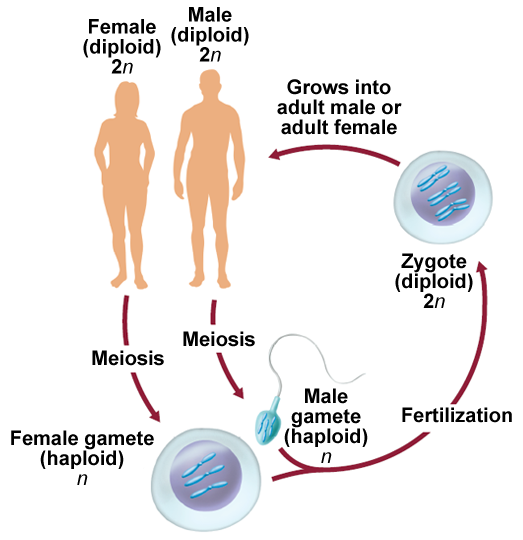 Female
(diploid)
2n
Male
(diploid)
2n
Grows into
adult male or
adult female
Zygote
(diploid)
2n
Meiosis
Meiosis
Male
gamete
(haploid)
n
Fertilization
Female gamete
(haploid)
n